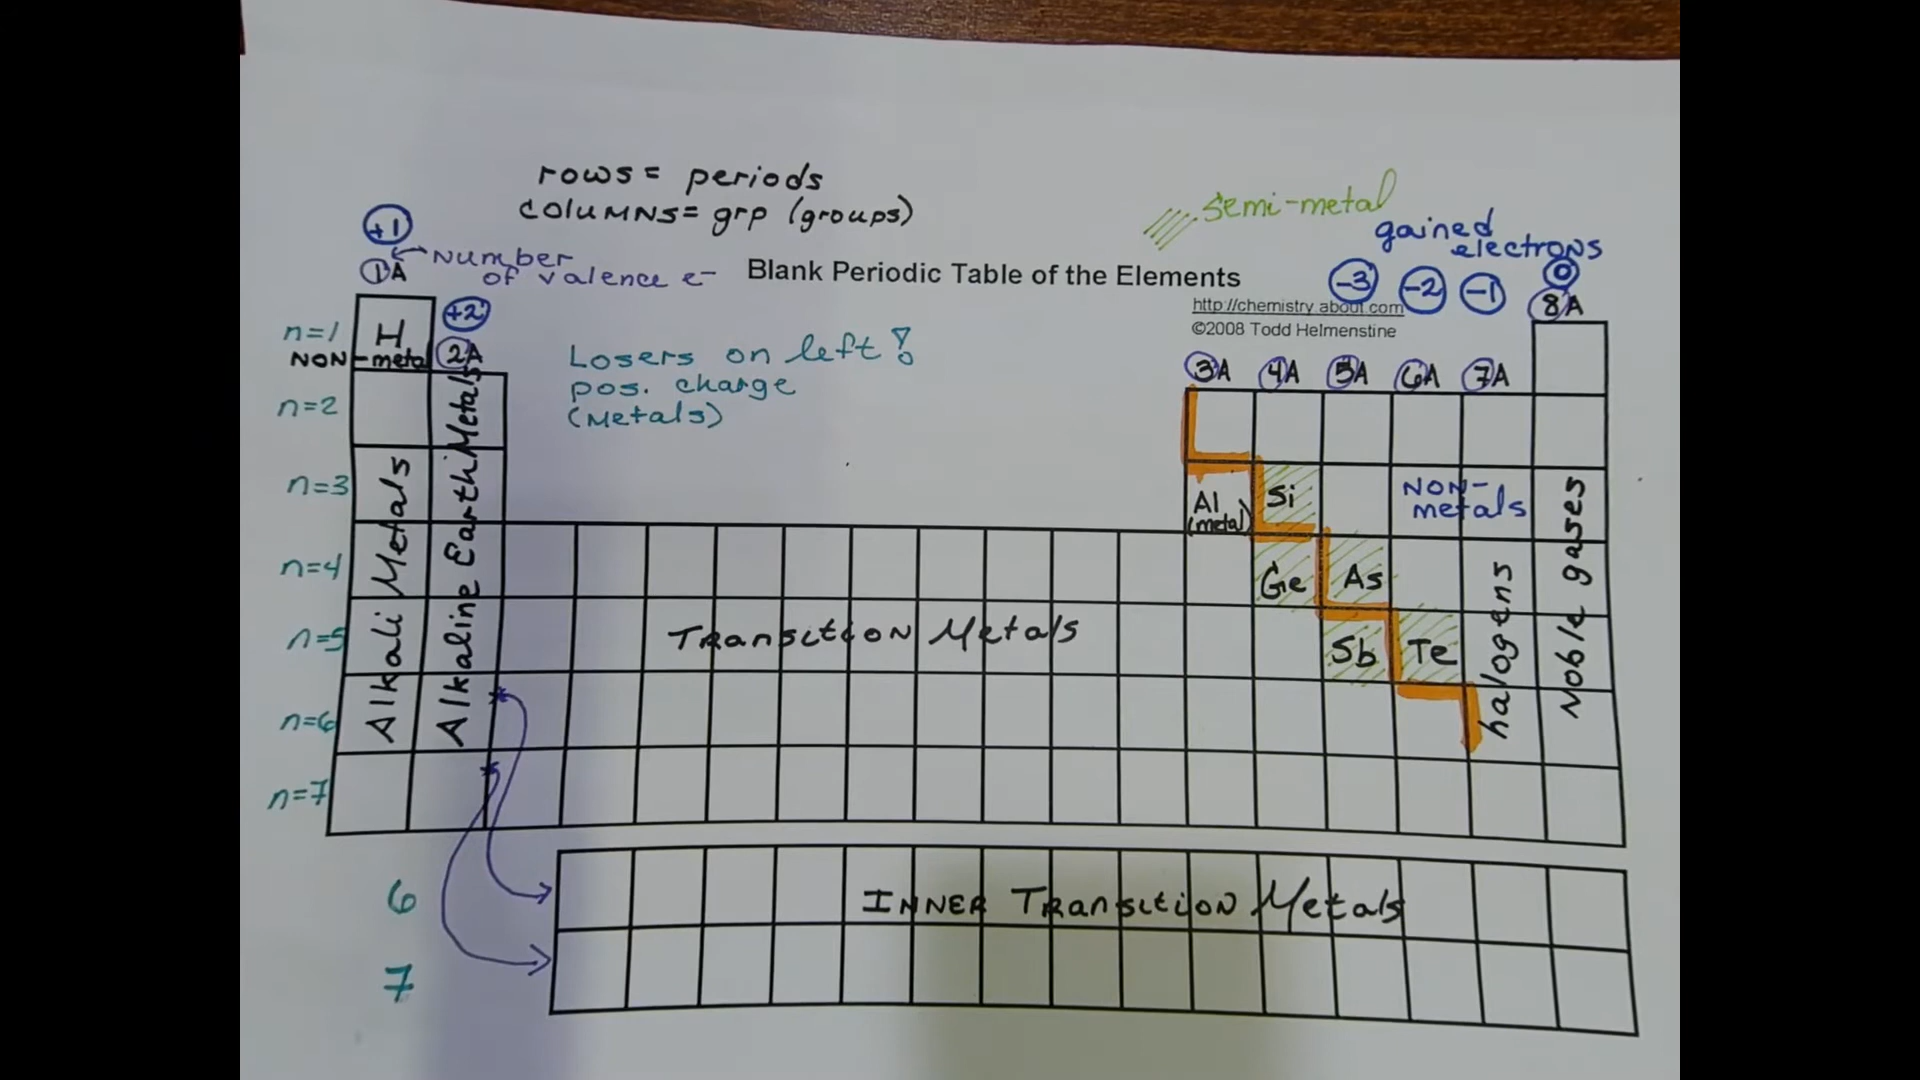 rows = periods
columns = grp (groups)
semi-metal
gained
electrons
+1
Number
of valence e-
1A
Blank Periodic Table of the Elements
http://chemistry.about.com
©2008 Todd Helmenstine
-3 -2 -1 0
8A
+2
2A
n=1
H
NON-metal
Losers on left!
pos. charge
(Metals)
3A 4A 5A 6A 7A
n=2
n=3
n=4
n=5
n=6
n=7
Alkali Metals
Alkaline Earth Metals
Transition Metals
Al
(metal)
Si
NON-
metals
Ge
As
Sb
Te
halogens
Noble gases
6
7
INNER Transition Metals